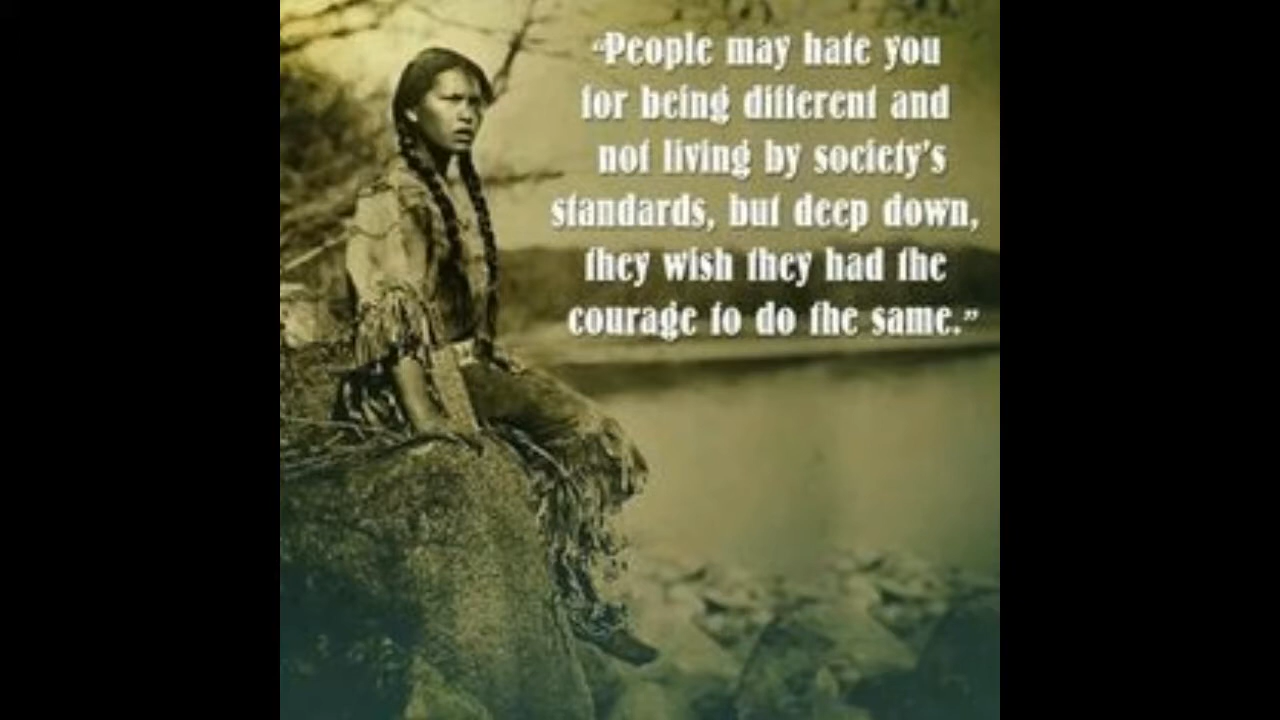 “People may hate you
for being different and
not living by society’s
standards, but deep down,
they wish they had the
courage to do the same.”